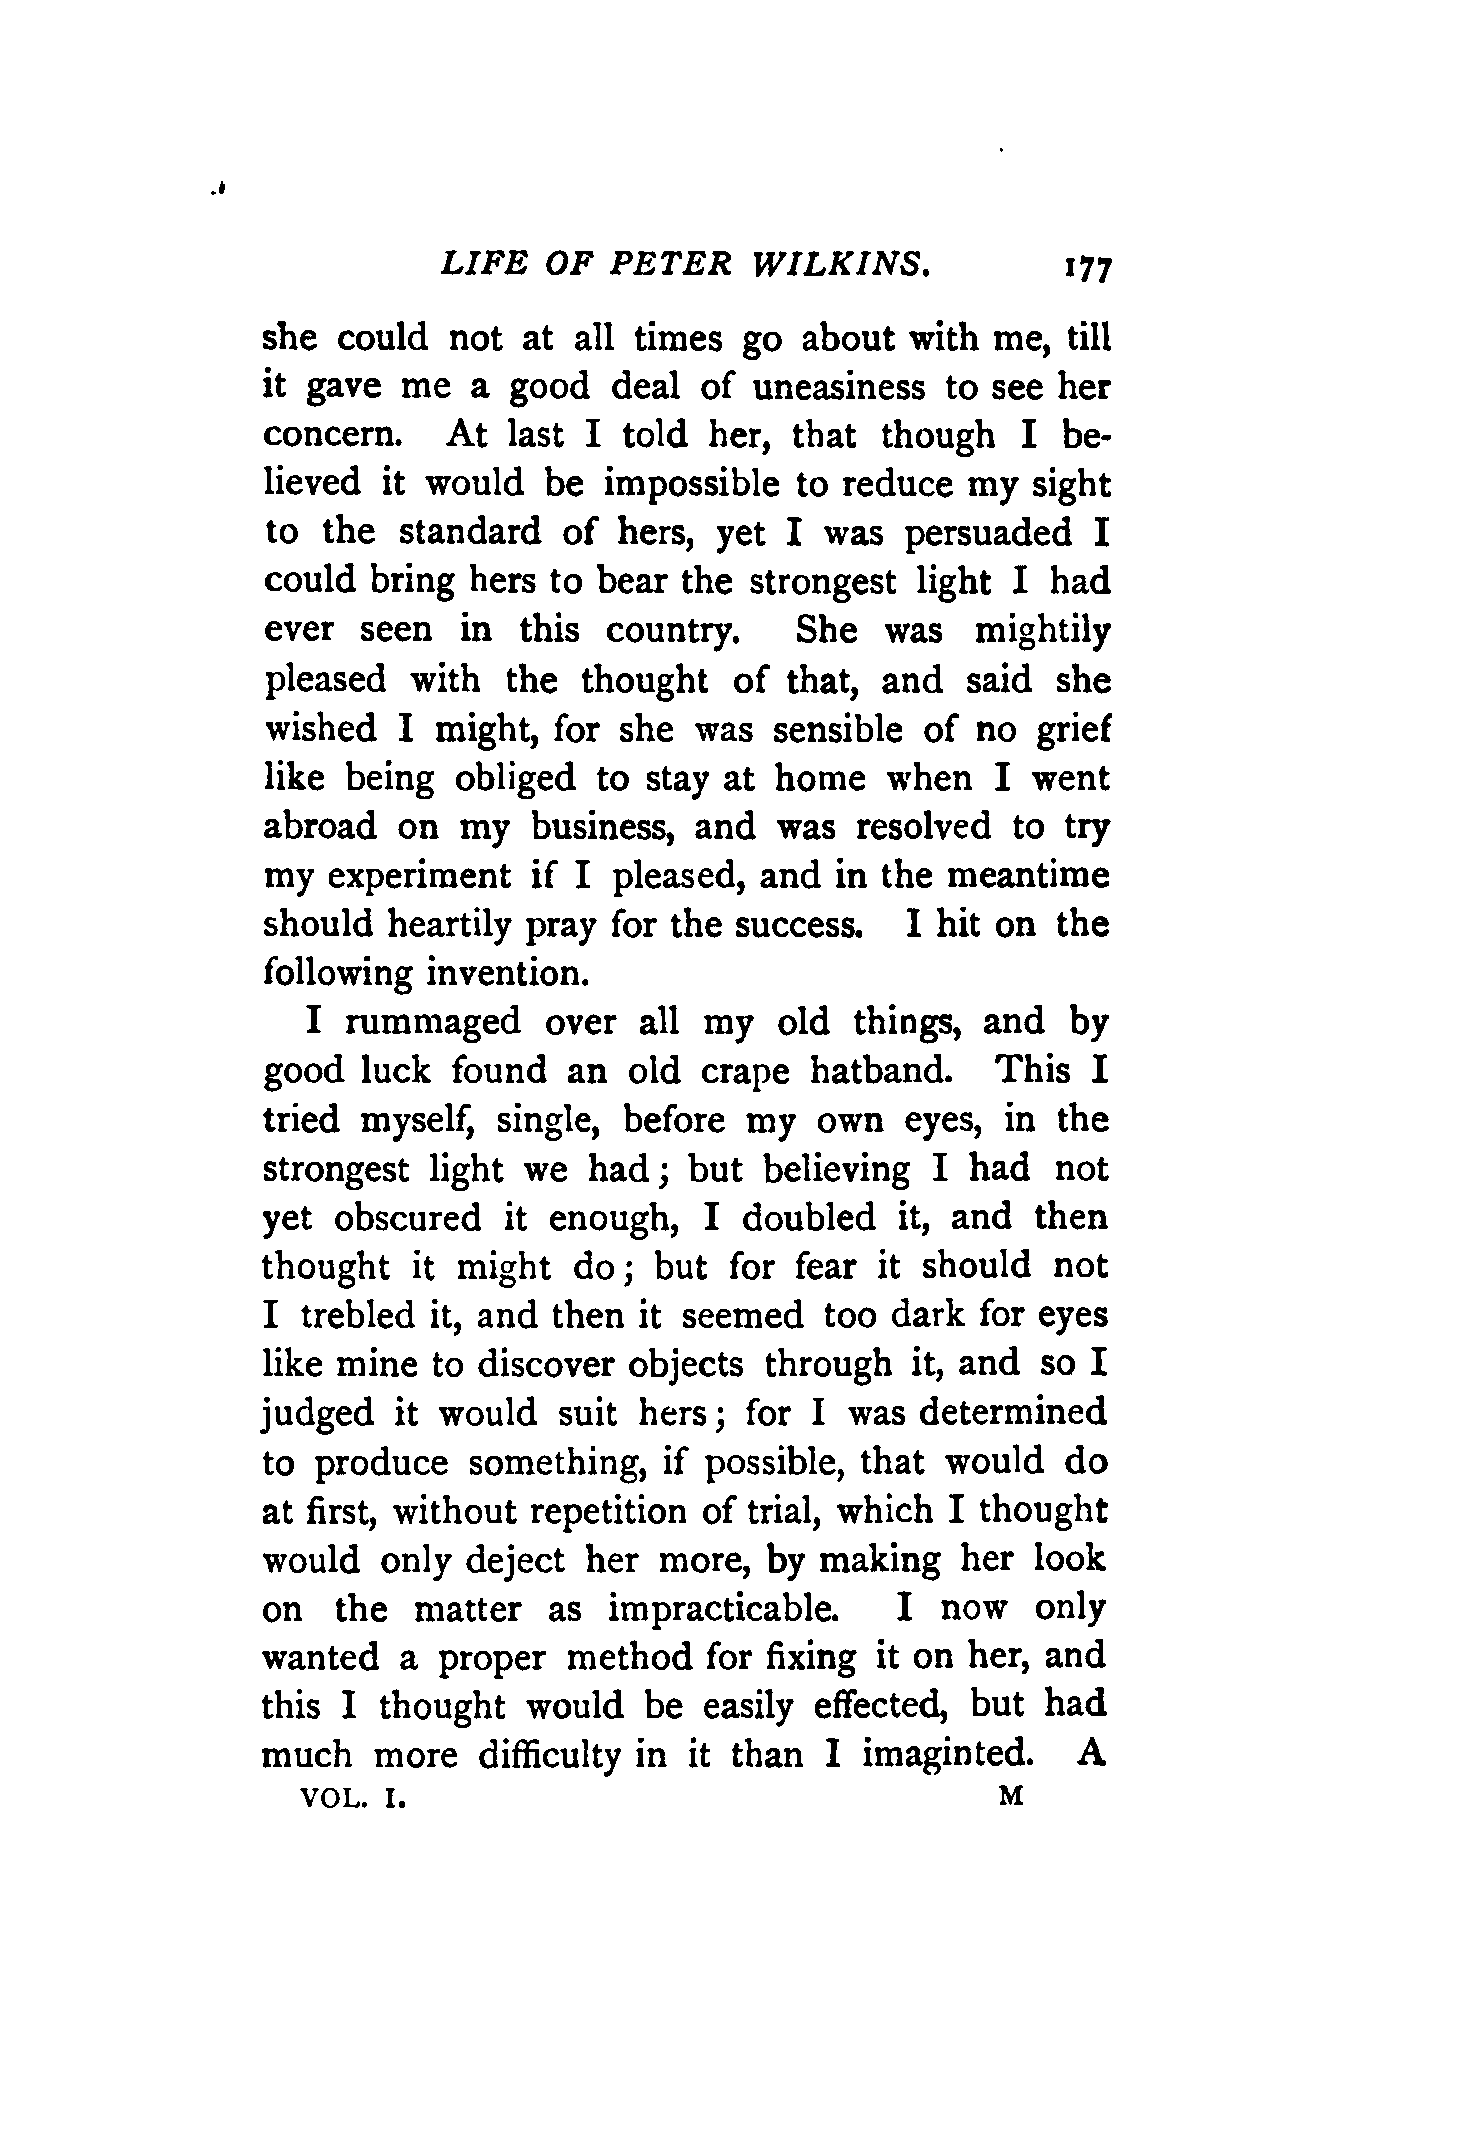 LIFE OF PETER WILKINS. 177
she could not at all times go about with me, till
it gave me a good deal of uneasiness to see her
concern. At last I told her, that though I be-
lieved it would be impossible to reduce my sight
to the standard of hers, yet I was persuaded I
could bring hers to bear the strongest light I had
ever seen in this country. She was mightily
pleased with the thought of that, and said she
wished I might, for she was sensible of no grief
like being obliged to stay at home when I went
abroad on my business, and was resolved to try
my experiment if I pleased, and in the meantime
should heartily pray for the success. I hit on the
following invention.
I rummaged over all my old things, and by
good luck found an old crape hatband. This I
tried myself, single, before my own eyes, in the
strongest light we had; but believing I had not
yet obscured it enough, I doubled it, and then
thought it might do; but for fear it should not
I trebled it, and then it seemed too dark for eyes
like mine to discover objects through it, and so I
judged it would suit hers; for I was determined
to produce something, if possible, that would do
at first, without repetition of trial, which I thought
would only deject her more, by making her look
on the matter as impracticable. I now only
wanted a proper method for fixing it on her, and
this I thought would be easily effected, but had
much more difficulty in it than I imaginted. A
VOL. I. M